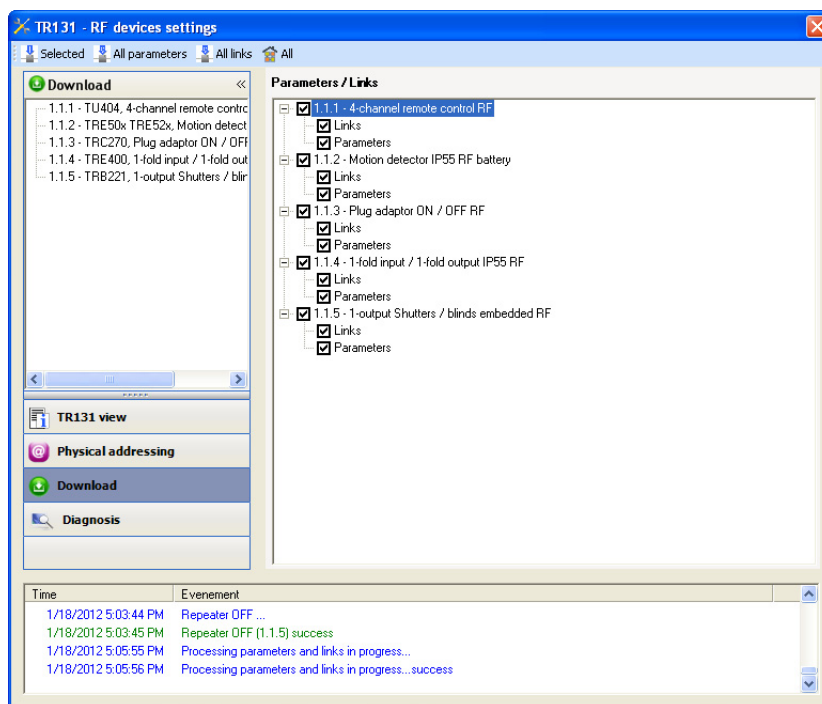 TR131 - RF devices settings
Selected All parameters All links All
Download «
1.1.1 - TU404, 4-channel remote contrc
1.1.2 - TRE50x TRE52x, Motion detect
1.1.3 - TRC270, Plug adaptor ON / OFF
1.1.4 - TRE400, 1-fold input / 1-fold out
1.1.5 - TRB221, 1-output Shutters / blin
TR131 view
Physical addressing
Download
Diagnosis
Parameters / Links
1.1.1 - 4-channel remote control RF
Links
Parameters
1.1.2 - Motion detector IP55 RF battery
Links
Parameters
1.1.3 - Plug adaptor ON / OFF RF
Links
Parameters
1.1.4 - 1-fold input / 1-fold output IP55 RF
Links
Parameters
1.1.5 - 1-output Shutters / blinds embedded RF
Links
Parameters
Time Evenement
1/18/2012 5:03:44 PM Repeater OFF ...
1/18/2012 5:03:45 PM Repeater OFF (1.1.5) success
1/18/2012 5:05:55 PM Processing parameters and links in progress...
1/18/2012 5:05:56 PM Processing parameters and links in progress...success